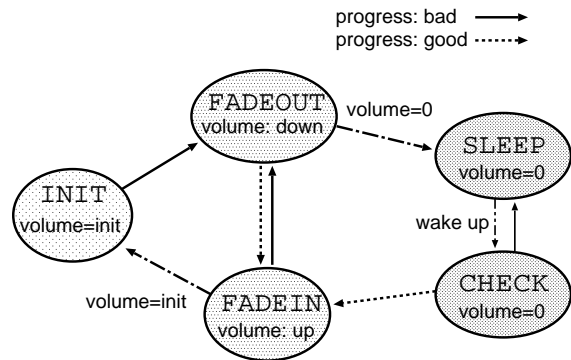 progress: bad
progress: good
FADEOUT
volume: down
volume=0
SLEEP
volume=0
INIT
volume=init
wake up
CHECK
volume=0
volume=init
FADEIN
volume: up